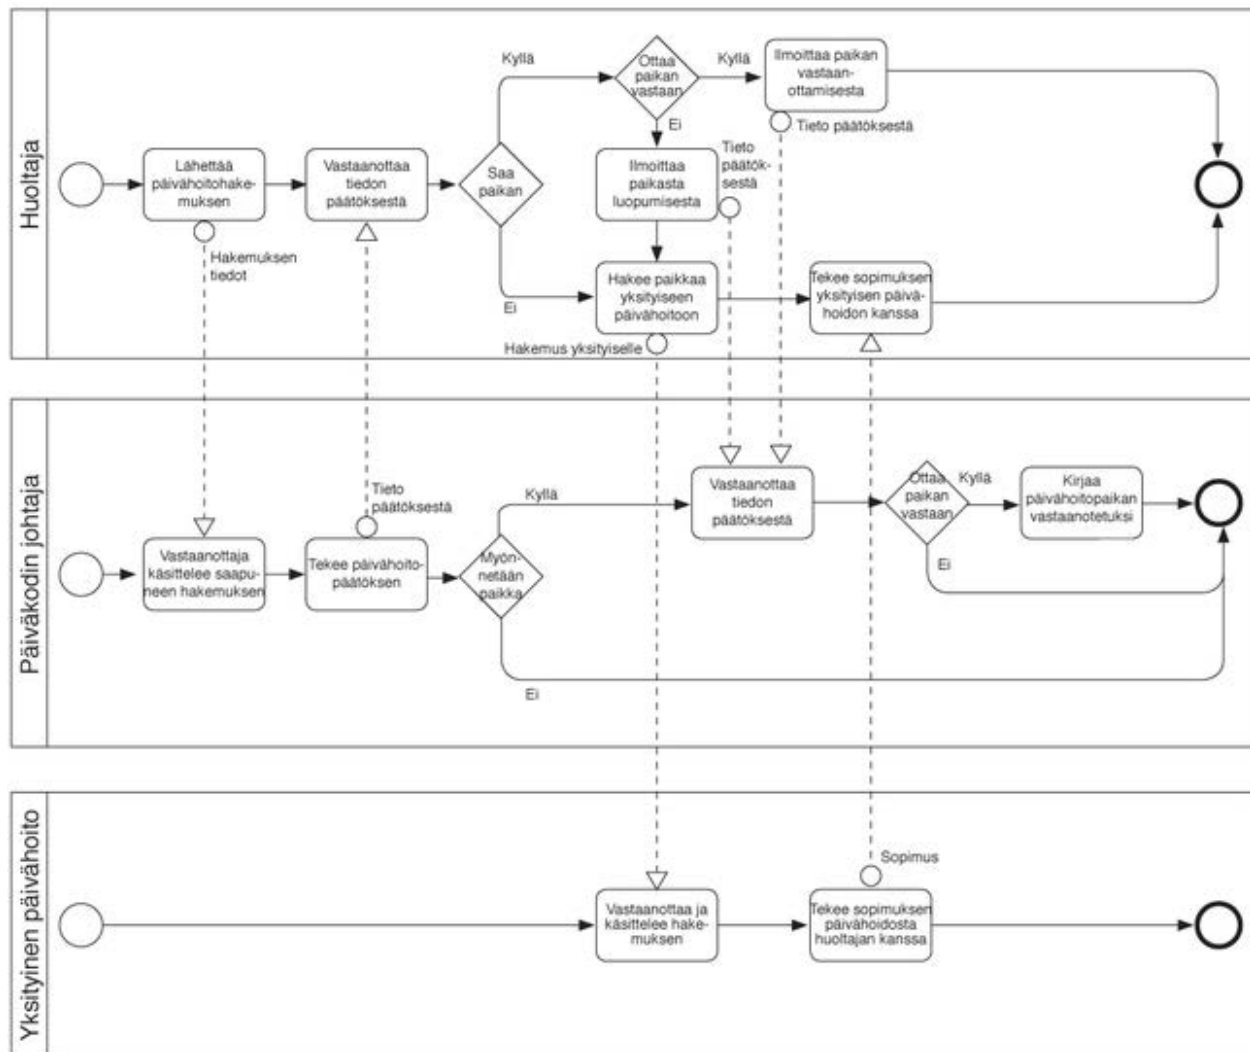 Huoltaja
Lähettää
päivähoitohake-
muksen
Hakemuksen
tiedot
Vastaanottaa
tiedon
päätöksestä
Saa
paikan
Kyllä
Ei
Ottaa
paikan
vastaan
Kyllä
Ei
Ilmoittaa paikan
vastaan-
ottamisesta
Tieto päätöksestä
Ilmoittaa
paikasta
luopumisesta
Tieto
päätök-
sestä
Hakee paikkaa
yksityiseen
päivähoitoon
Hakemus yksityiselle
Tekee sopimuksen
yksityisen päivä-
hoidon kanssa
Päiväkodin johtaja
Vastaanottaja
käsittelee saapu-
neen hakemuksen
Tieto
päätöksestä
Tekee päivähoito-
päätöksen
Myön-
netään
paikka
Kyllä
Ei
Vastaanottaa
tiedon
päätöksestä
Ottaa
paikan
vastaan
Kyllä
Ei
Kirjaa
päivähoitopaikan
vastaanotetuksi
Yksityinen päivähoito
Vastaanottaa ja
käsittelee hake-
muksen
Sopimus
Tekee sopimuksen
päivähoidosta
huoltajan kanssa